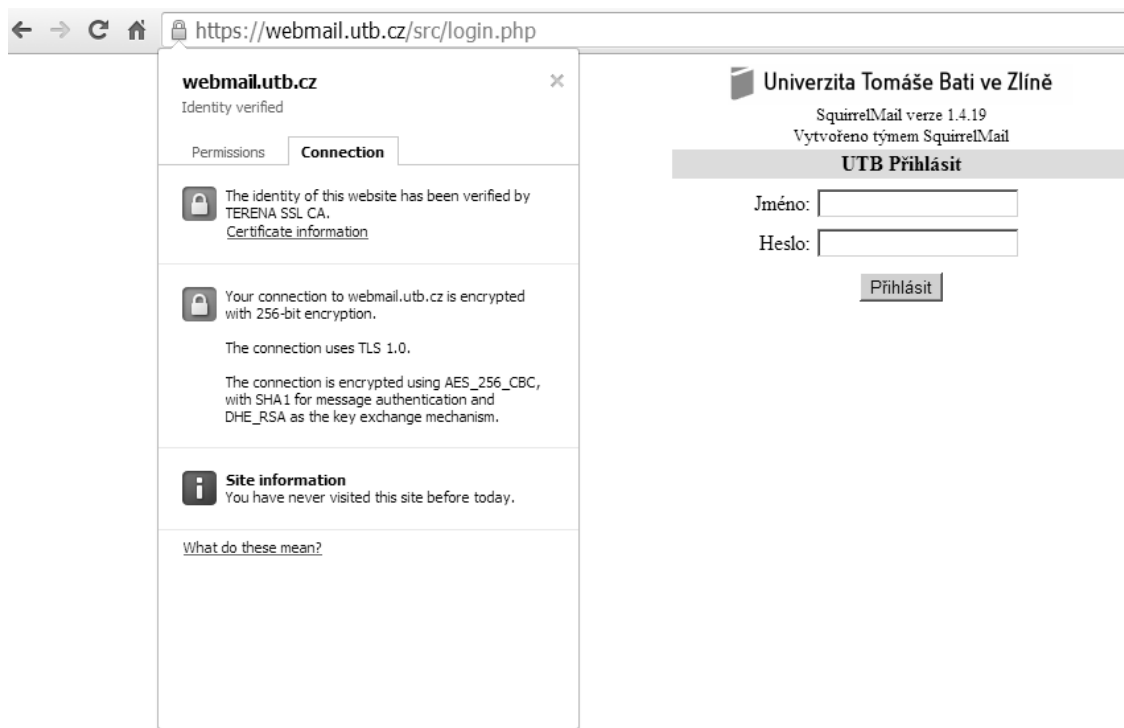 https://webmail.utb.cz/src/login.php
webmail.utb.cz
Identity verified
Permissions
Connection
The identity of this website has been verified by
TERENA SSL CA.
Certificate information
Your connection to webmail.utb.cz is encrypted
with 256-bit encryption.
The connection uses TLS 1.0.
The connection is encrypted using AES_256_CBC,
with SHA1 for message authentication and
DHE_RSA as the key exchange mechanism.
Site information
You have never visited this site before today.
What do these mean?
Univerzita Tomáše Bati ve Zlíně
SquirrelMail verze 1.4.19
Vytvořeno týmem SquirrelMail
UTB Přihlásit
Jméno:
Heslo:
Přihlásit